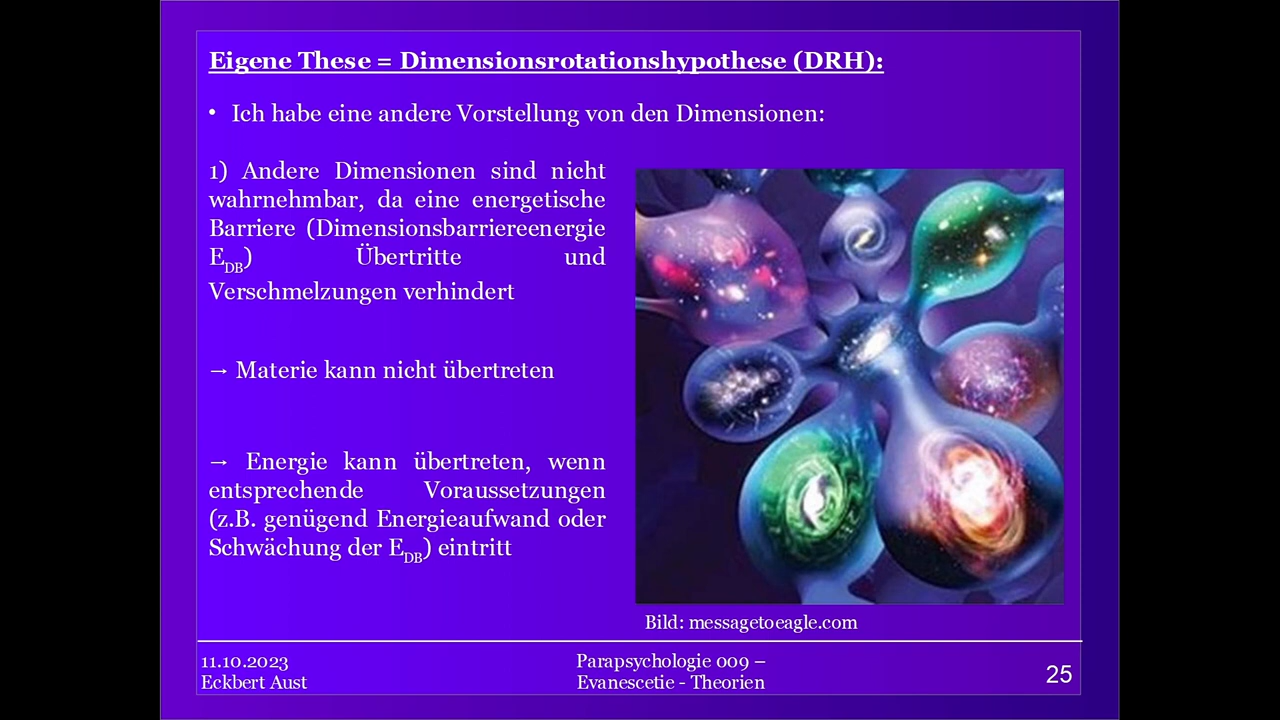 Eigene These = Dimensionsrotationshypothese (DRH):
• Ich habe eine andere Vorstellung von den Dimensionen:
1) Andere Dimensionen sind nicht
wahrnehmbar, da eine energetische
Barriere (Dimensionsbarriereenergie
EDB) Übertritte und
Verschmelzungen verhindert
→ Materie kann nicht übertreten
→ Energie kann übertreten, wenn
entsprechende Voraussetzungen
(z.B. genügend Energieaufwand oder
Schwächung der EDB) eintritt
Bild: messagetoeagle.com
11.10.2023
Eckbert Aust
Parapsychologie 009 –
Evanescetie - Theorien
25